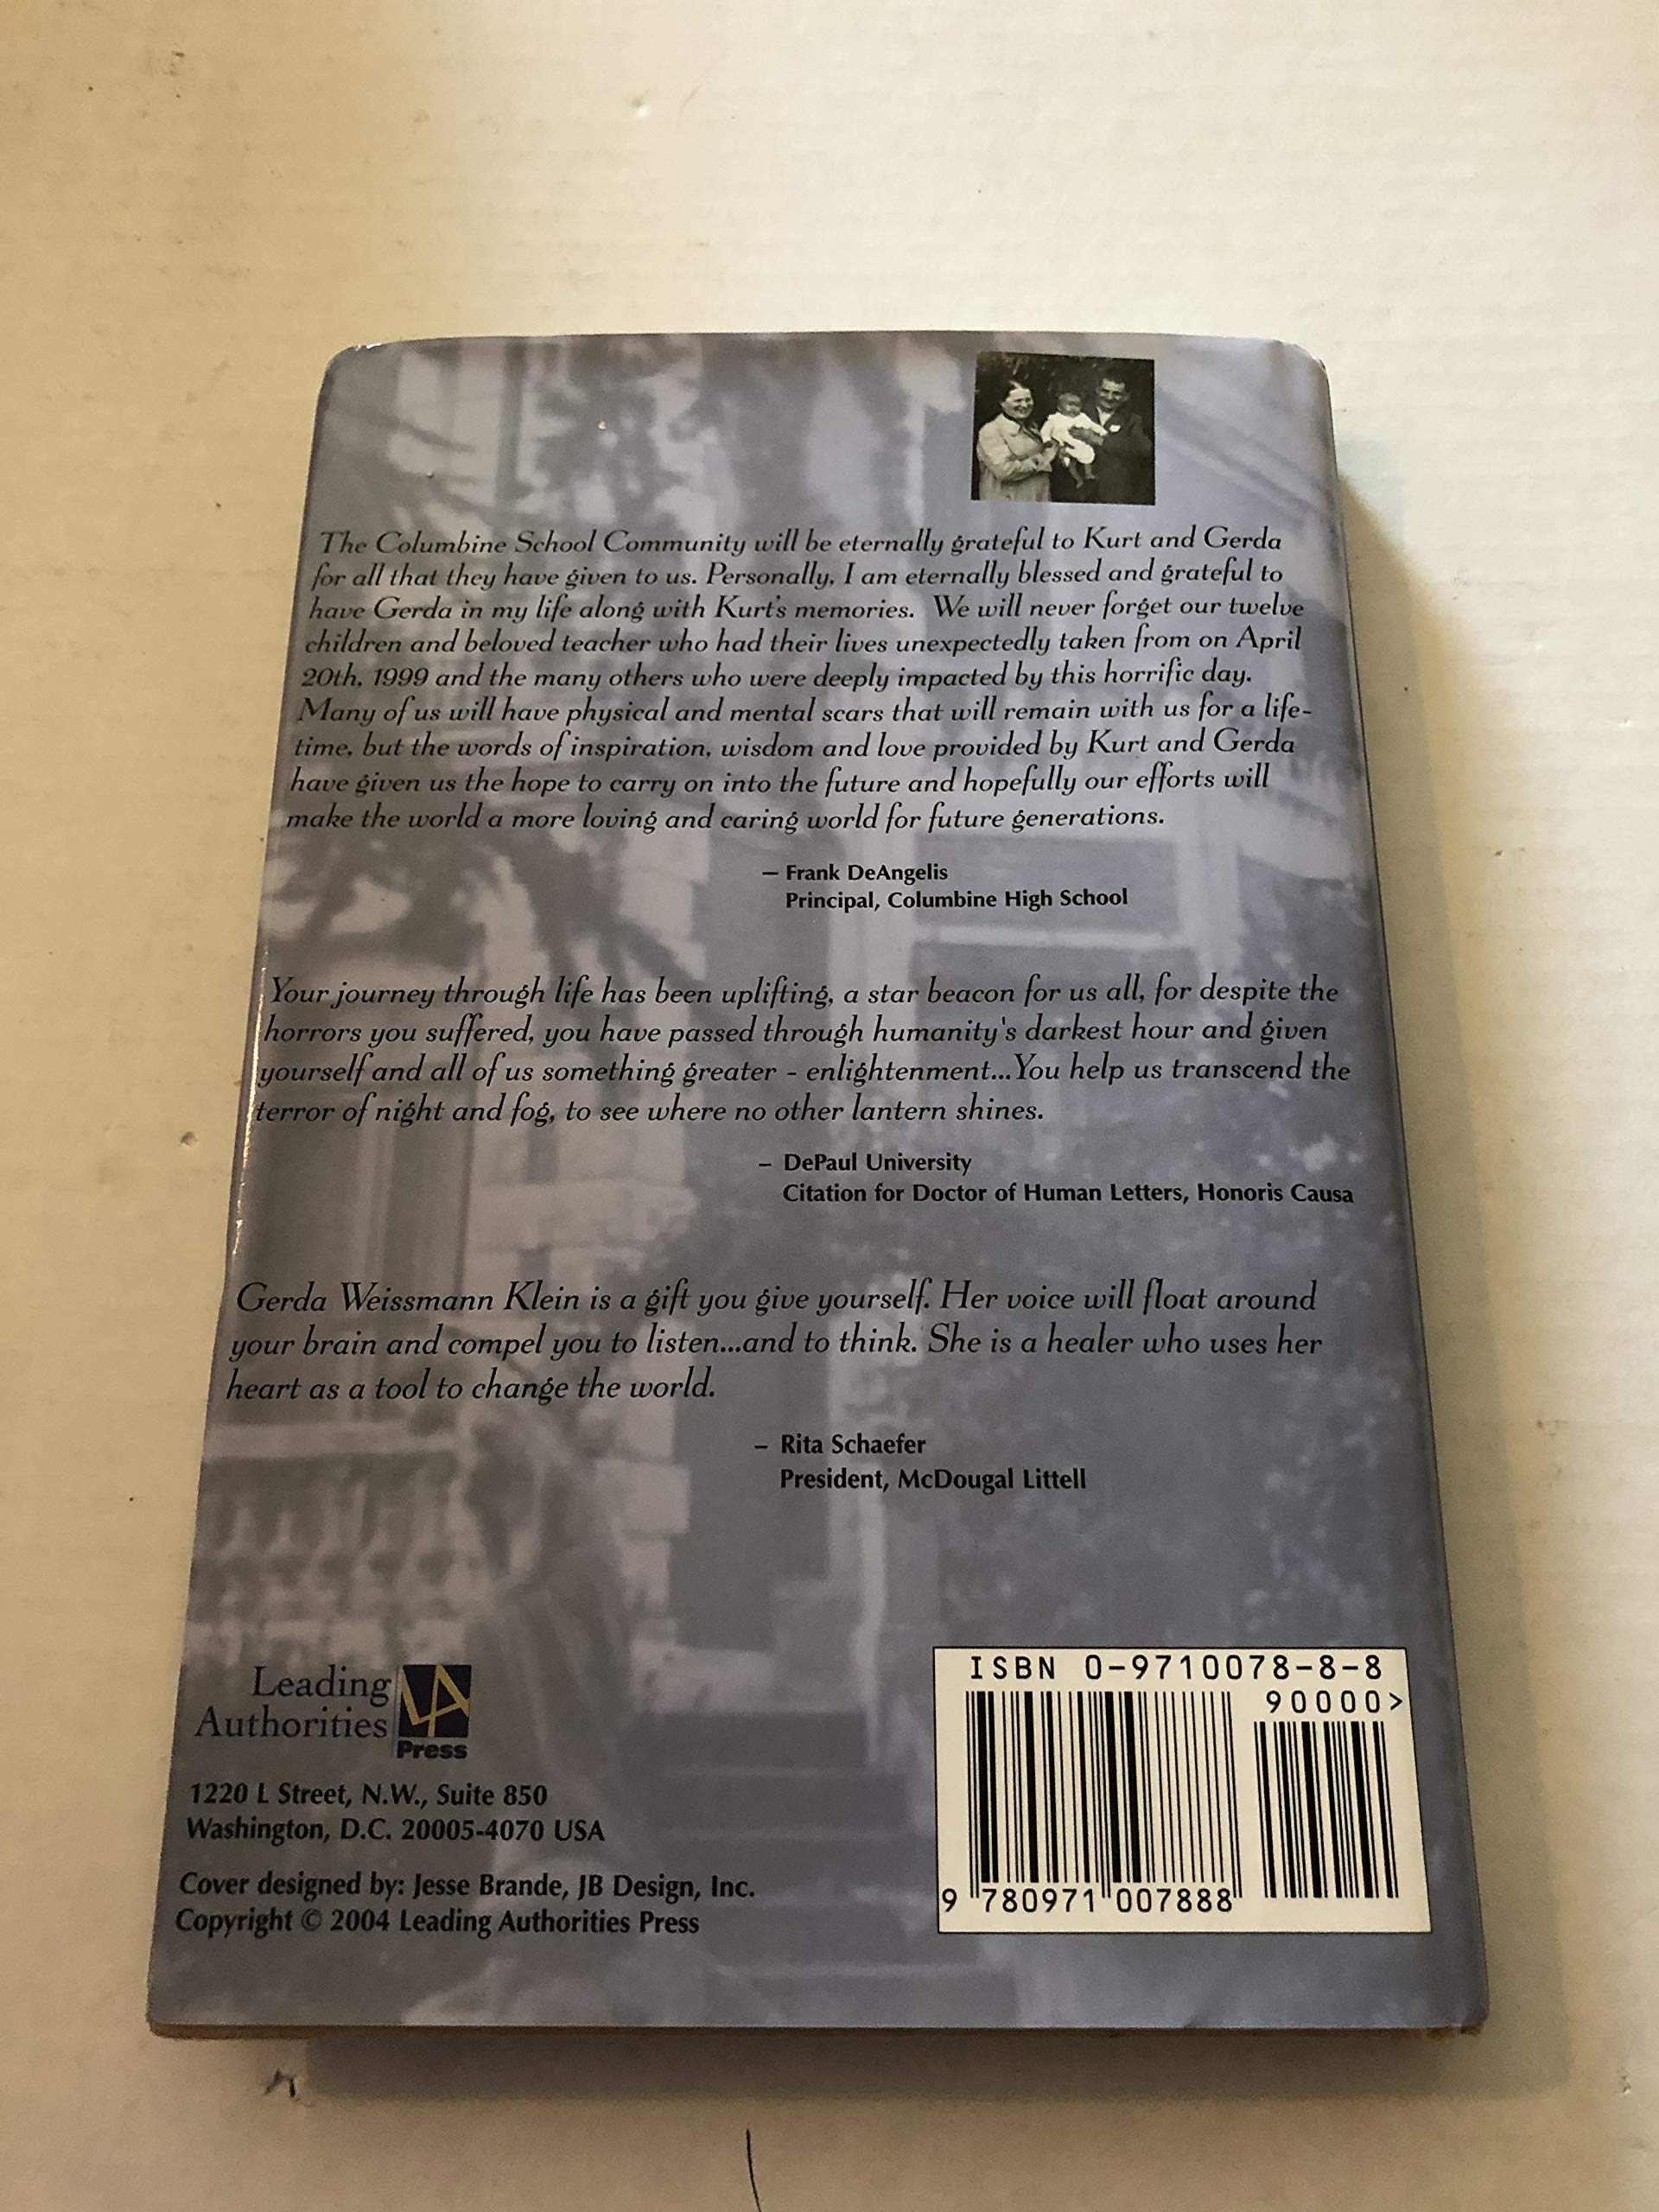 The Columbine School Community will be eternally grateful to Kurt and Gerda
for all that they have given to us. Personally, I am eternally blessed and grateful to
have Gerda in my life along with Kurt's memories. We will never forget our twelve
children and beloved teacher who had their lives unexpectedly taken from on April
20th, 1999 and the many others who were deeply impacted by this horrific day.
Many of us will have physical and mental scars that will remain with us for a life-
time, but the words of inspiration, wisdom and love provided by Kurt and Gerda
have given us the hope to carry on into the future and hopefully our efforts will
make the world a more loving and caring world for future generations.
— Frank DeAngelis
Principal, Columbine High School
Your journey through life has been uplifting, a star beacon for us all, for despite the
horrors you suffered, you have passed through humanity's darkest hour and given
yourself and all of us something greater - enlightenment...You help us transcend the
terror of night and fog, to see where no other lantern shines.
– DePaul University
Citation for Doctor of Human Letters, Honoris Causa
Gerda Weissmann Klein is a gift you give yourself. Her voice will float around
your brain and compel you to listen...and to think. She is a healer who uses her
heart as a tool to change the world.
– Rita Schaefer
President, McDougal Littell
Leading
Authorities
LA
Press
1220 L Street, N.W., Suite 850
Washington, D.C. 20005-4070 USA
Cover designed by: Jesse Brande, JB Design, Inc.
Copyright © 2004 Leading Authorities Press
ISBN 0-9710078-8-8
90000>
9 780971 007888